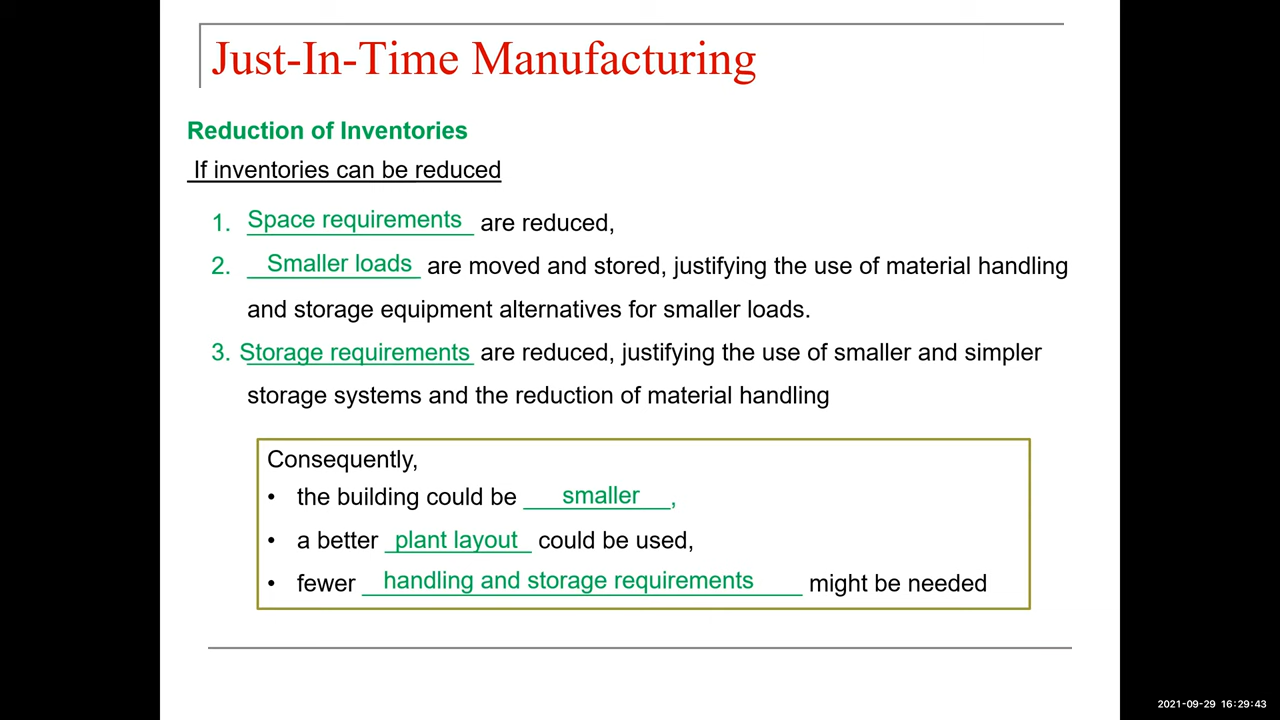 Just-In-Time Manufacturing
Reduction of Inventories
If inventories can be reduced
1. Space requirements are reduced,
2. Smaller loads are moved and stored, justifying the use of material handling
and storage equipment alternatives for smaller loads.
3. Storage requirements are reduced, justifying the use of smaller and simpler
storage systems and the reduction of material handling
Consequently,
• the building could be smaller,
• a better plant layout could be used,
• fewer handling and storage requirements might be needed
2021-09-29 16:29:43